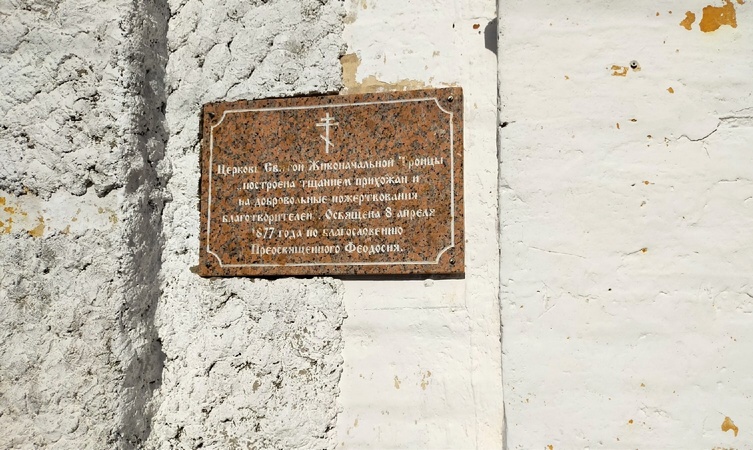 Церковь Святой Живоначальной Троицы
построена тщанием прихожан и
на добровольные пожертвования
благотворителей. Освящена 8 апреля
1877 года по благословению
Преосвященного Феодосия.